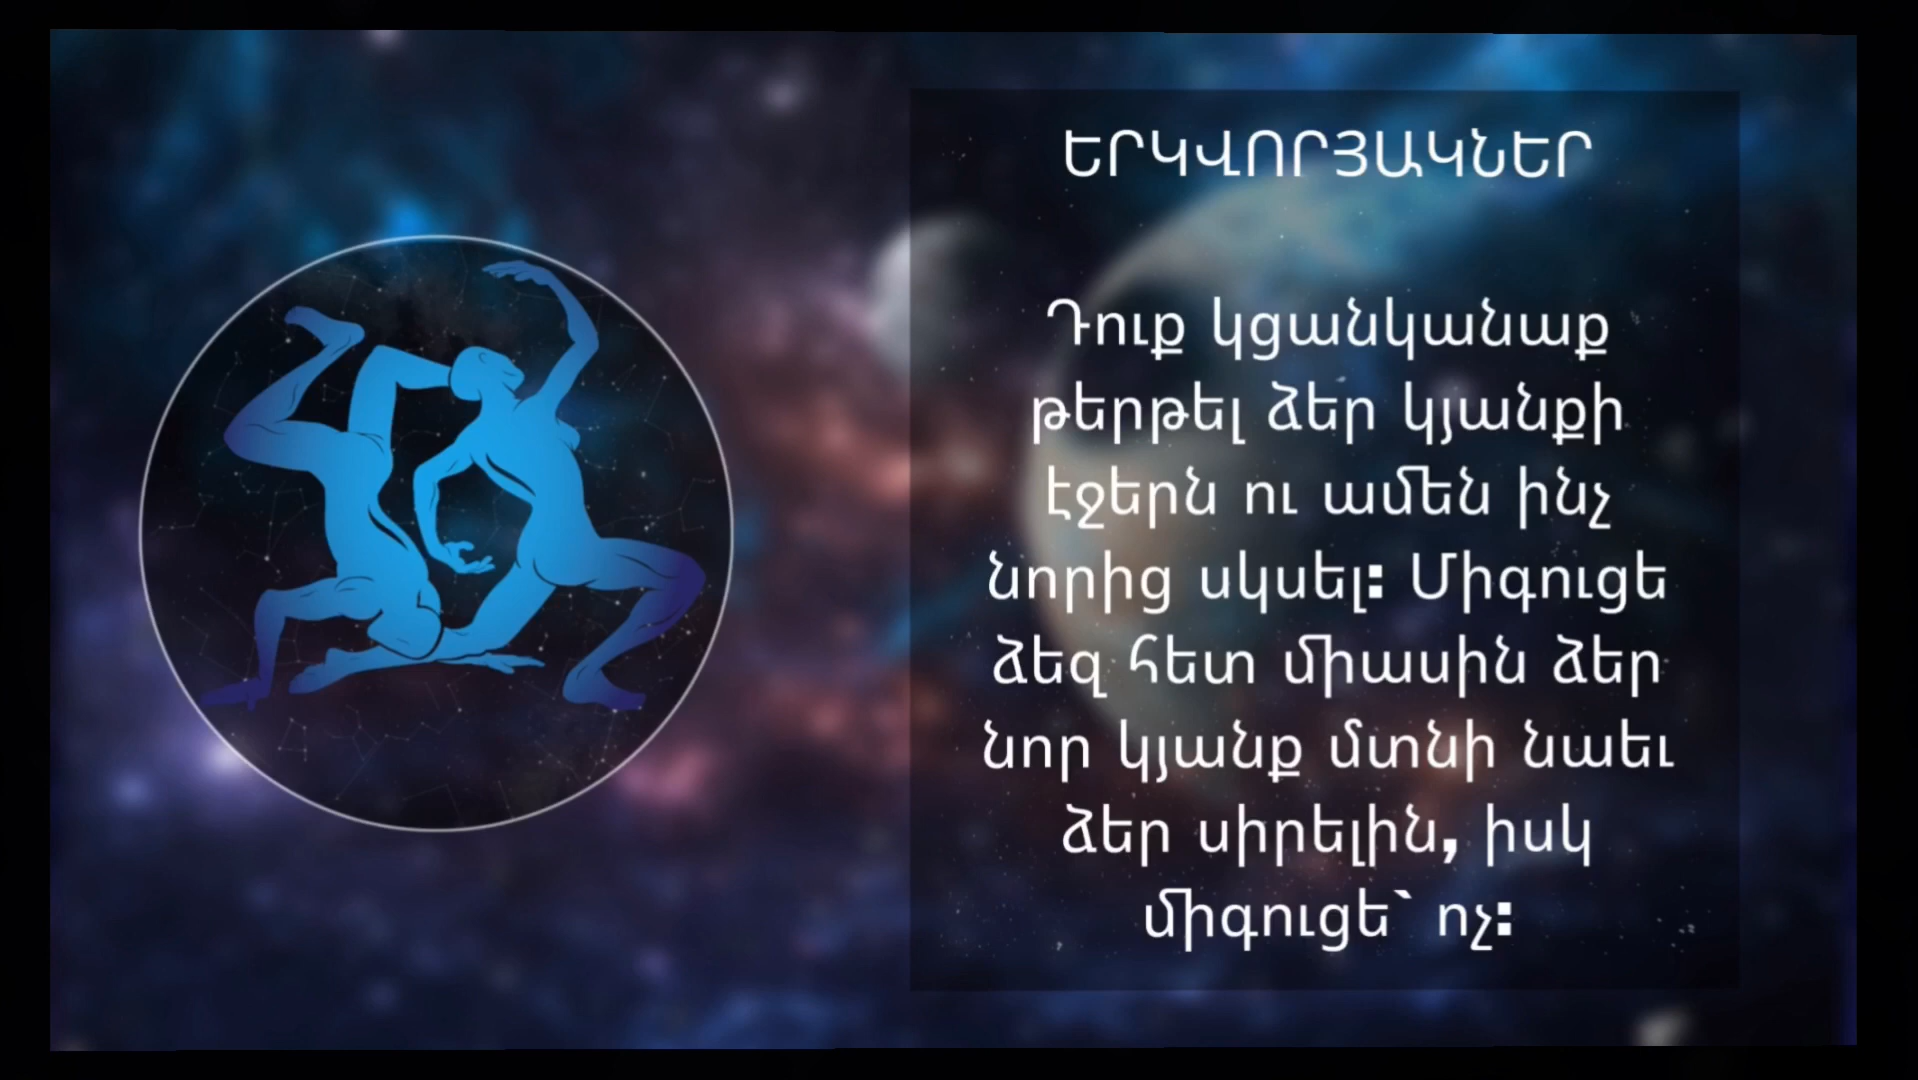 ԵՐԿՎՈՐՅԱԿՆԵՐ
Դուք կցանկանաք
թերթել ձեր կյանքի
էջերն ու ամեն ինչ
նորից սկսել: Միգուցե
ձեզ հետ միասին ձեր
նոր կյանք մտնի նաեւ
ձեր սիրելին, իսկ
միգուցե՝ ոչ: